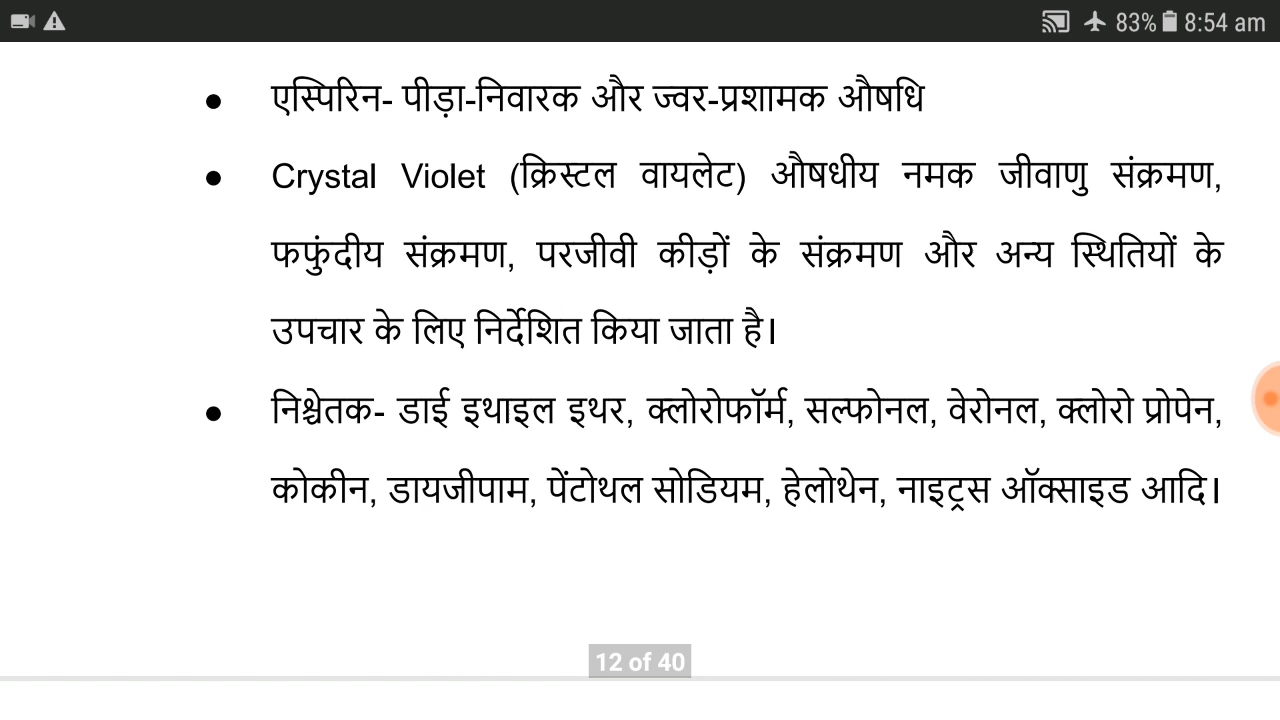 83% 8:54 am
● एस्पिरिन- पीड़ा-निवारक और ज्वर-प्रशामक औषधि
● Crystal Violet (क्रिस्टल वायलेट) औषधीय नमक जीवाणु संक्रमण,
फफुंदीय संक्रमण, परजीवी कीड़ों के संक्रमण और अन्य स्थितियों के
उपचार के लिए निर्देशित किया जाता है।
● निश्चेतक- डाई इथाइल इथर, क्लोरोफॉर्म, सल्फोनल, वेरोनल, क्लोरो प्रोपेन,
कोकीन, डायजीपाम, पेंटोथल सोडियम, हेलोथेन, नाइट्रस ऑक्साइड आदि।
12 of 40